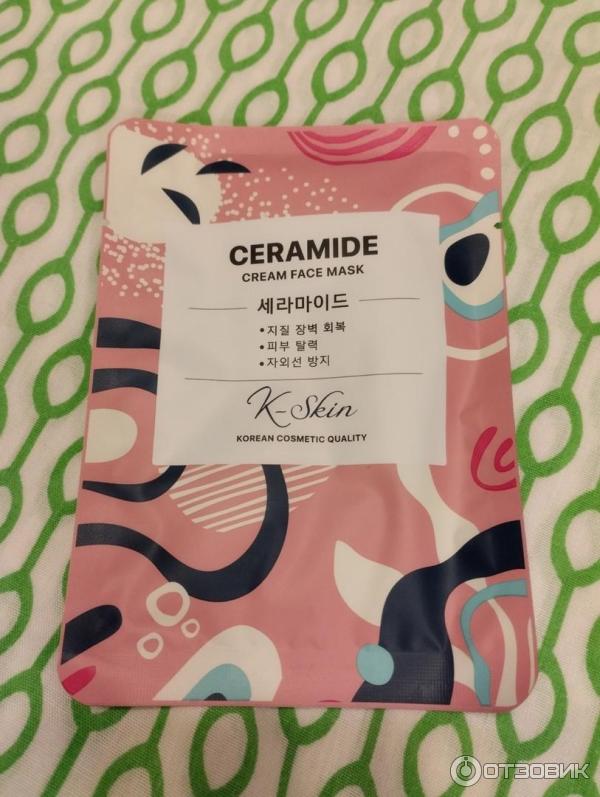 CERAMIDE
CREAM FACE MASK
세라마이드
• 지질 장벽 회복
• 피부 탈력
• 자외선 방지
K-Skin
KOREAN COSMETIC QUALITY
ОТЗОВИК